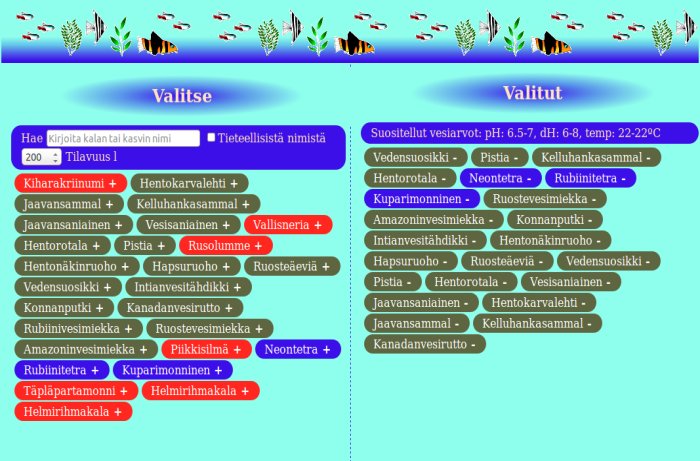 Valitse
Hae Kirjoita kalan tai kasvin nimi Tieteellisistä nimistä
200 Tilavuus l
Kiharakriinumi + Hentokarvalehti +
Jaavansammal + Kelluhankasammal +
Jaavansaniainen + Vesisaniainen + Vallisneria +
Hentorotala + Pistia + Rusolumme +
Hentonäkinruoho + Hapsuruoho + Ruosteäeviä +
Vedensuosikki + Intianvesitähdikki +
Konnanputki + Kanadanvesirutto +
Rubiinivesimiekka + Ruostevesimiekka +
Amazoninvesimiekka + Piikkisilmä + Neontetra +
Rubiinitetra + Kuparimonninen +
Täpläpartamonni + Helmirihmakala +
Helmirihmakala +
Valitut
Suositellut vesiarvot: pH: 6.5-7, dH: 6-8, temp: 22-22ºC
Vedensuosikki - Pistia - Kelluhankasammal -
Hentorotala - Neontetra - Rubiinitetra -
Kuparimonninen - Ruostevesimiekka -
Amazoninvesimiekka - Konnanputki -
Intianvesitähdikki - Hentonäkinruoho -
Hapsuruoho - Ruosteäeviä - Vedensuosikki -
Pistia - Hentorotala - Vesisaniainen -
Jaavansaniainen - Hentokarvalehti -
Jaavansammal - Kelluhankasammal -
Kanadanvesirutto -